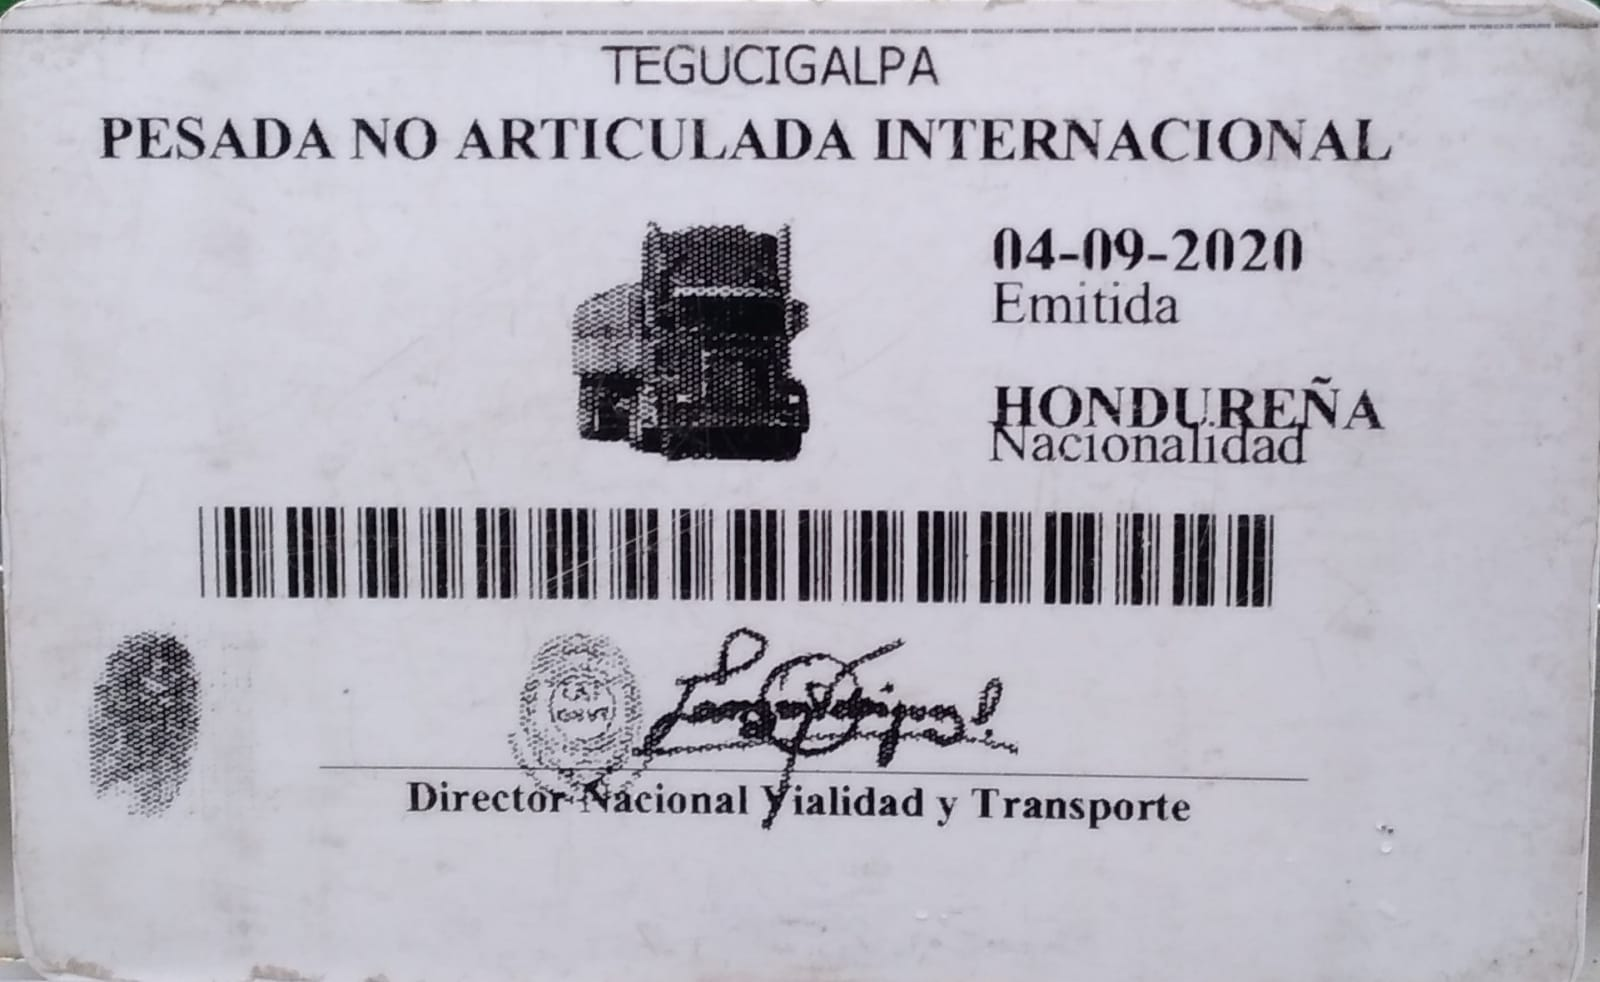 TEGUCIGALPA
PESADA NO ARTICULADA INTERNACIONAL
04-09-2020
Emitida
HONDUREÑA
Nacionalidad
Director Nacional Vialidad y Transporte